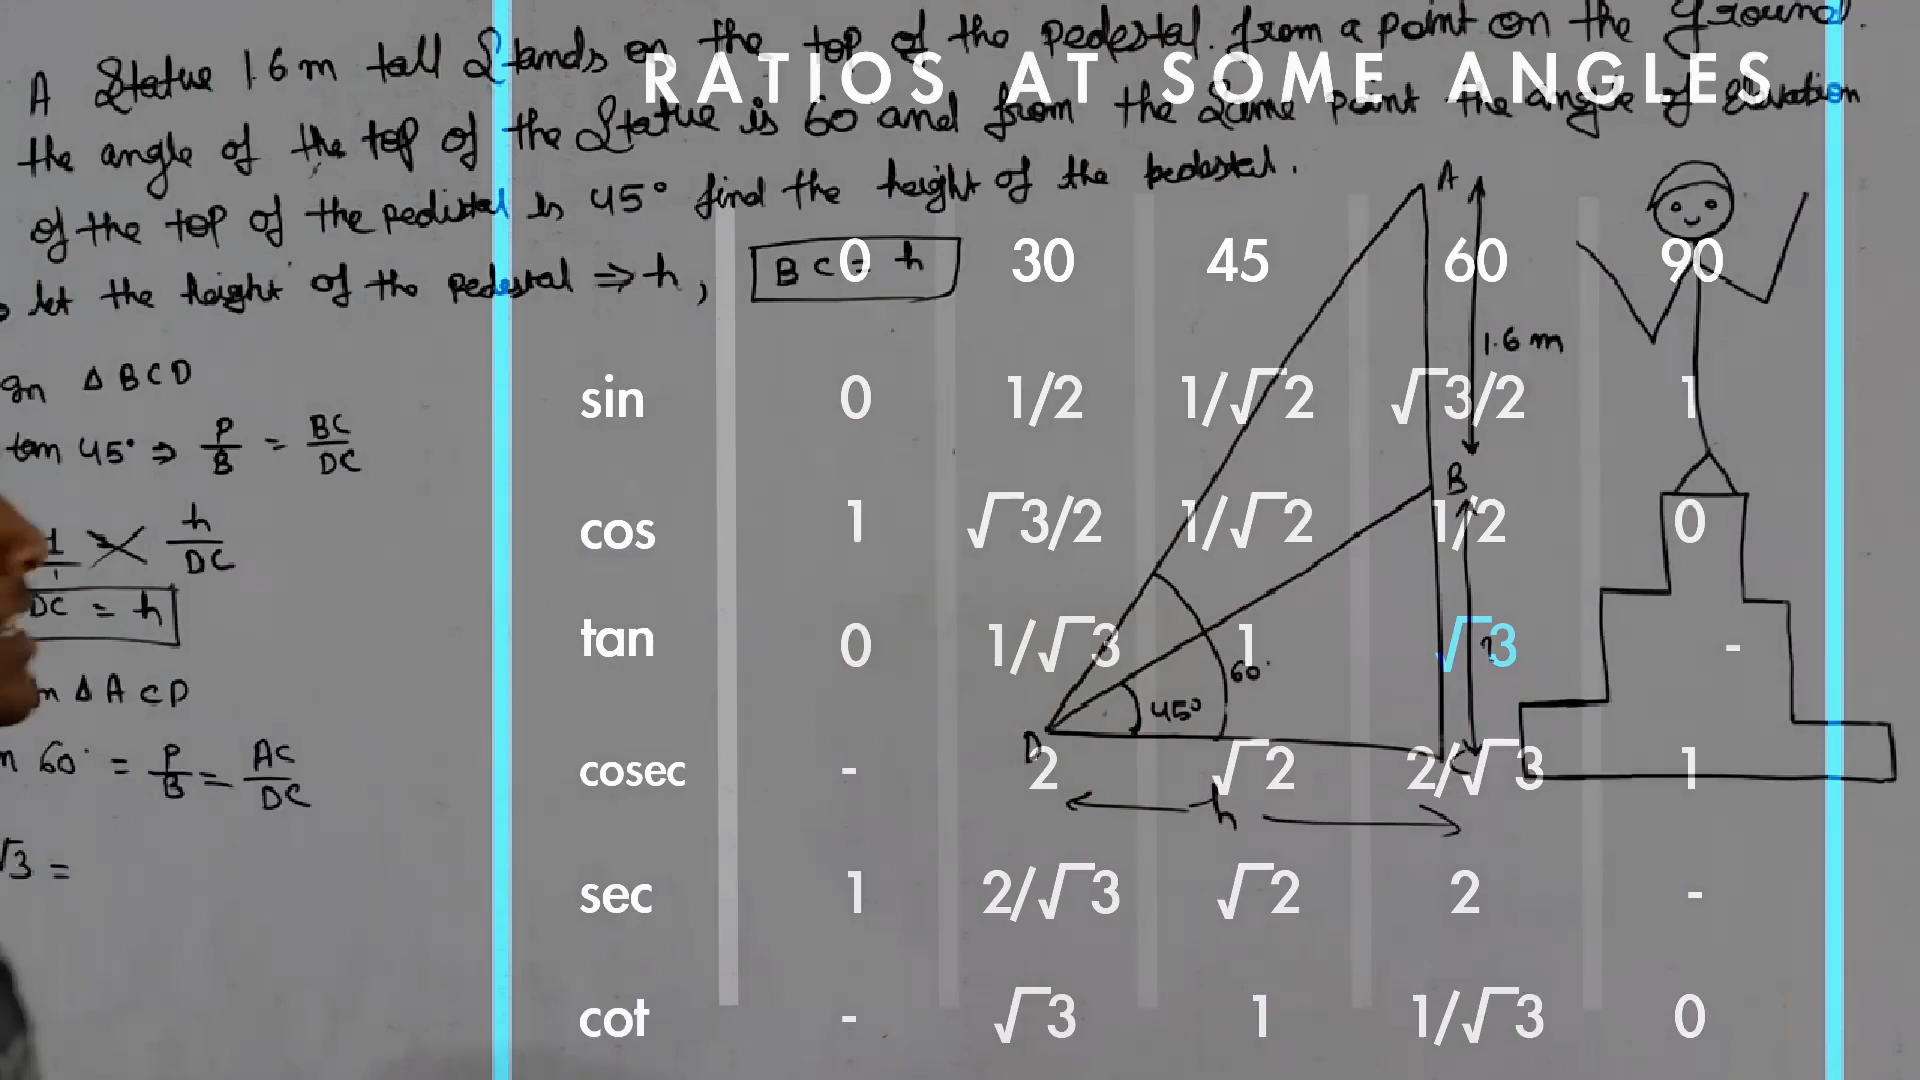 A Statue 1.6m tall Stands on the top of the pedestal. from a point on the ground.
the angle of the top of the Statue is 60 and from the same point the angle of elevation
of the top of the pedistal is 45° find the height of the pedestal.
let the height of the pedestal ⇒ h, BC = h
RATIOS AT SOME ANGLES
0 30 45 60 90
sin 0 1/2 1/√2 √3/2 1
cos 1 √3/2 1/√2 1/2 0
tan 0 1/√3 1 √3 -
cosec - 2 √2 2/√3 1
sec 1 2/√3 √2 2 -
cot - √3 1 1/√3 0
Δ BCD
tan 45° ⇒ P/B = BC/DC
1/1 = h/DC
DC = h
Δ ACD
60° = P/B = AC/DC
√3 =
A
1.6 m
B
?
60°
45°
D
C
h